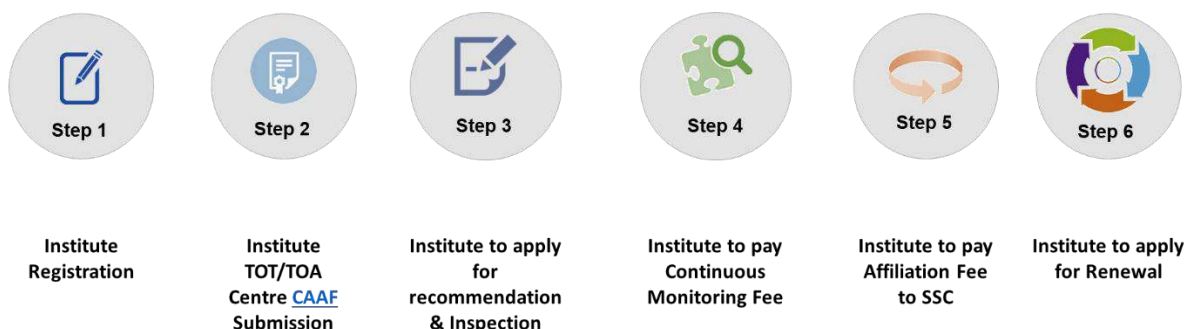 Step 1
Step 2
Step 3
Step 4
Step 5
Step 6
Institute
Registration
Institute
TOT/TOA
Centre CAAF
Submission
Institute to apply
for
recommendation
& Inspection
Institute to pay
Continuous
Monitoring Fee
Institute to pay
Affiliation Fee
to SSC
Institute to apply
for Renewal